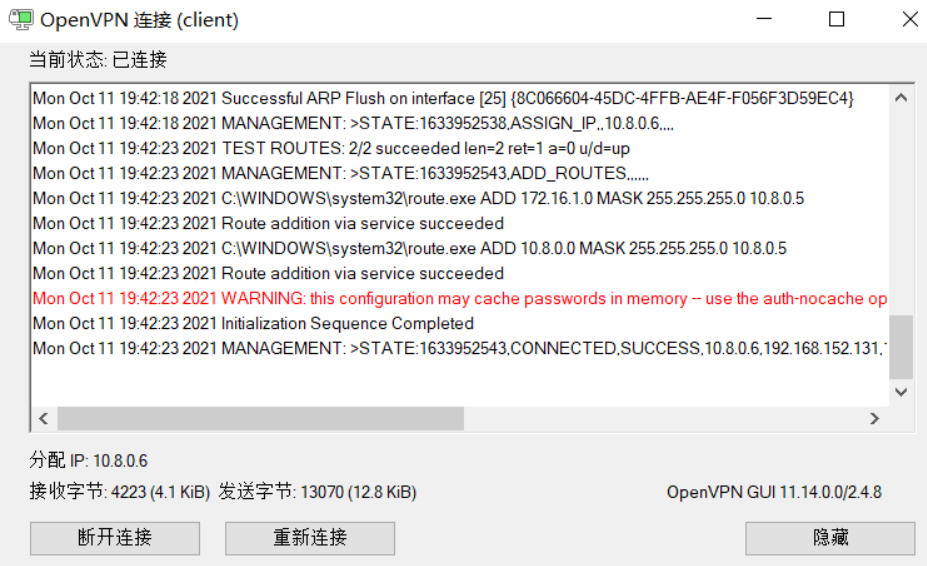 OpenVPN 连接 (client)
当前状态: 已连接
Mon Oct 11 19:42:18 2021 Successful ARP Flush on interface [25] {8C066604-45DC-4FFB-AE4F-F056F3D59EC4}
Mon Oct 11 19:42:18 2021 MANAGEMENT: >STATE:1633952538,ASSIGN_IP,,10.8.0.6,,,,
Mon Oct 11 19:42:23 2021 TEST ROUTES: 2/2 succeeded len=2 ret=1 a=0 u/d=up
Mon Oct 11 19:42:23 2021 MANAGEMENT: >STATE:1633952543,ADD_ROUTES,,,,,,
Mon Oct 11 19:42:23 2021 C:\WINDOWS\system32\route.exe ADD 172.16.1.0 MASK 255.255.255.0 10.8.0.5
Mon Oct 11 19:42:23 2021 Route addition via service succeeded
Mon Oct 11 19:42:23 2021 C:\WINDOWS\system32\route.exe ADD 10.8.0.0 MASK 255.255.255.0 10.8.0.5
Mon Oct 11 19:42:23 2021 Route addition via service succeeded
Mon Oct 11 19:42:23 2021 WARNING: this configuration may cache passwords in memory -- use the auth-nocache op
Mon Oct 11 19:42:23 2021 Initialization Sequence Completed
Mon Oct 11 19:42:23 2021 MANAGEMENT: >STATE:1633952543,CONNECTED,SUCCESS,10.8.0.6,192.168.152.131,
分配 IP: 10.8.0.6
接收字节: 4223 (4.1 KiB) 发送字节: 13070 (12.8 KiB)
OpenVPN GUI 11.14.0.0/2.4.8
断开连接
重新连接
隐藏